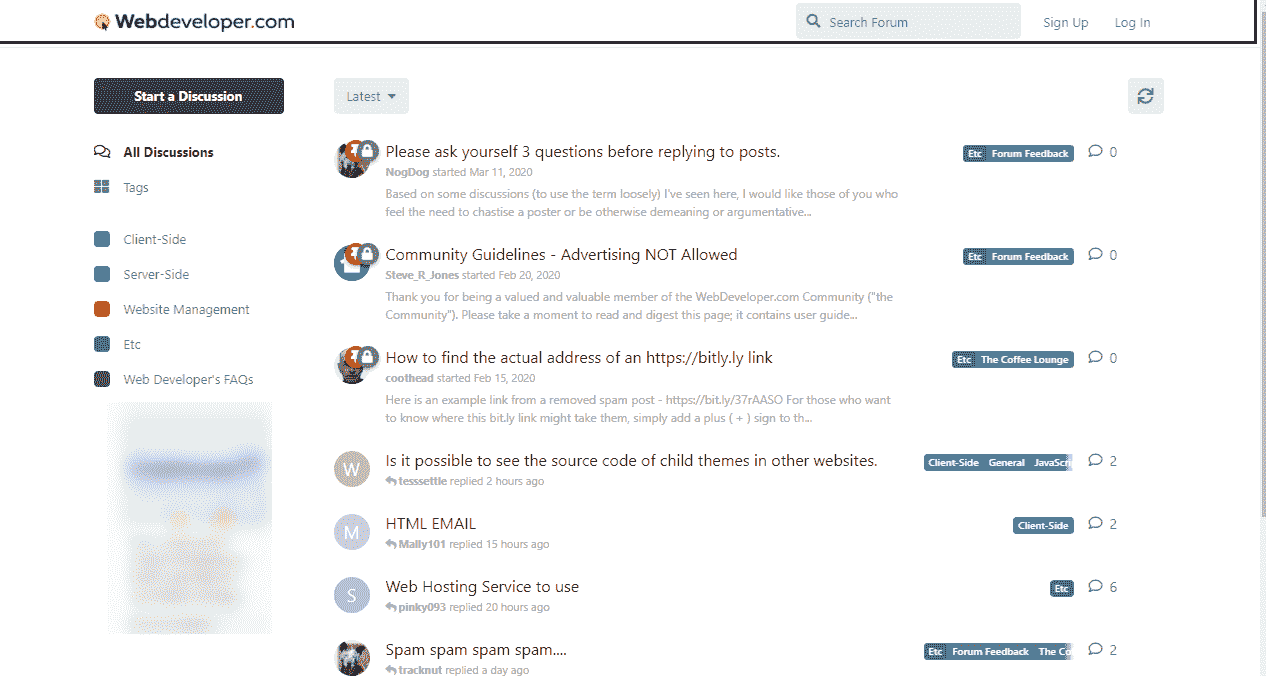 Webdeveloper.com
Search Forum
Sign Up
Log In
Start a Discussion
Latest
All Discussions
Tags
Client-Side
Server-Side
Website Management
Etc
Web Developer's FAQs
Please ask yourself 3 questions before replying to posts.
Etc Forum Feedback
0
NogDog started Mar 11, 2020
Based on some discussions (to use the term loosely) I've seen here, I would like those of you who
feel the need to chastise a poster or be otherwise demeaning or argumentative...
Community Guidelines - Advertising NOT Allowed
Etc Forum Feedback
0
Steve_R_Jones started Feb 20, 2020
Thank you for being a valued and valuable member of the WebDeveloper.com Community ("the
Community"). Please take a moment to read and digest this page; it contains user guide...
How to find the actual address of an https://bitly.ly link
Etc The Coffee Lounge
0
coothead started Feb 15, 2020
Here is an example link from a removed spam post - https://bit.ly/37rAASO For those who want
to know where this bit.ly link might take them, simply add a plus ( + ) sign to th...
W
Is it possible to see the source code of child themes in other websites.
Client-Side General JavaScri
2
tesssettle replied 2 hours ago
M
HTML EMAIL
Client-Side
2
Mally101 replied 15 hours ago
S
Web Hosting Service to use
Etc
6
pinky093 replied 20 hours ago
Spam spam spam spam....
Etc Forum Feedback The Co
2
tracknut replied a day ago